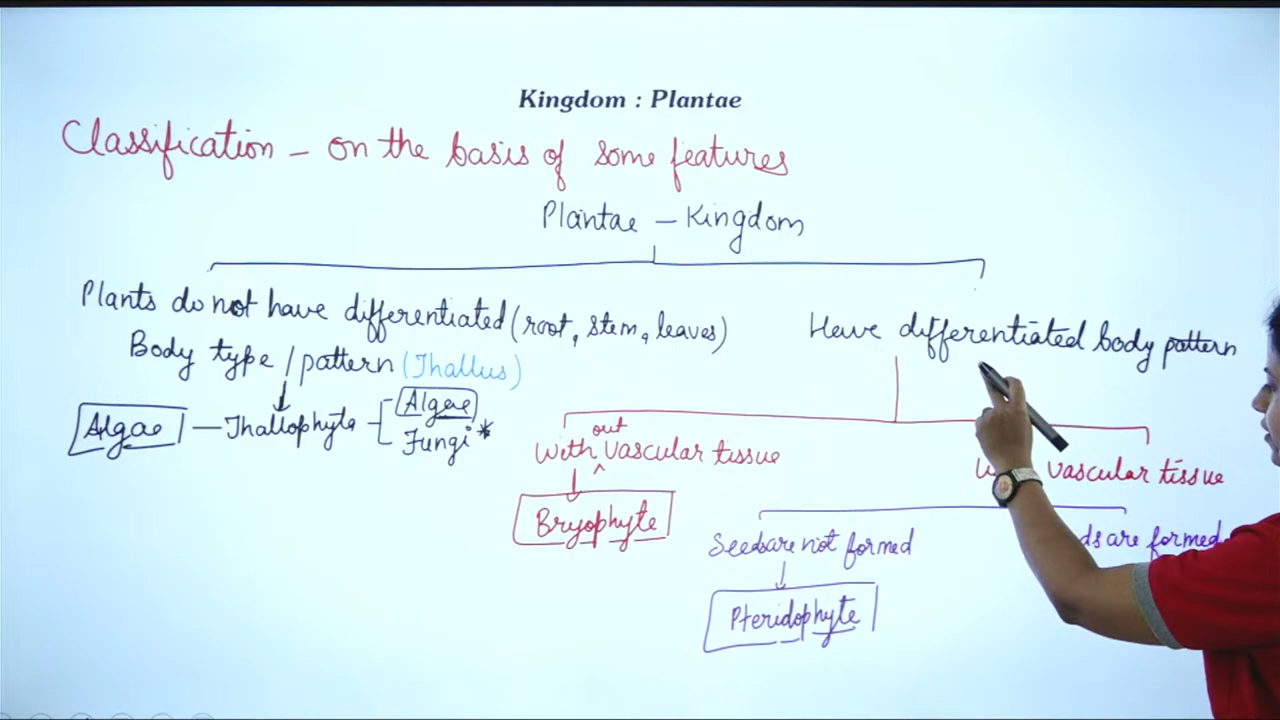 Kingdom : Plantae
Classification – on the basis of some features
Plantae – Kingdom
Plants do not have differentiated (root, stem, leaves)
Body type / pattern (Thallus)
Algae – Thallophyta
Algae
Fungi *
Have differentiated body pattern
Without vascular tissue
Bryophyte
vascular tissue
Seeds are not formed
Pteridophyte
are formed